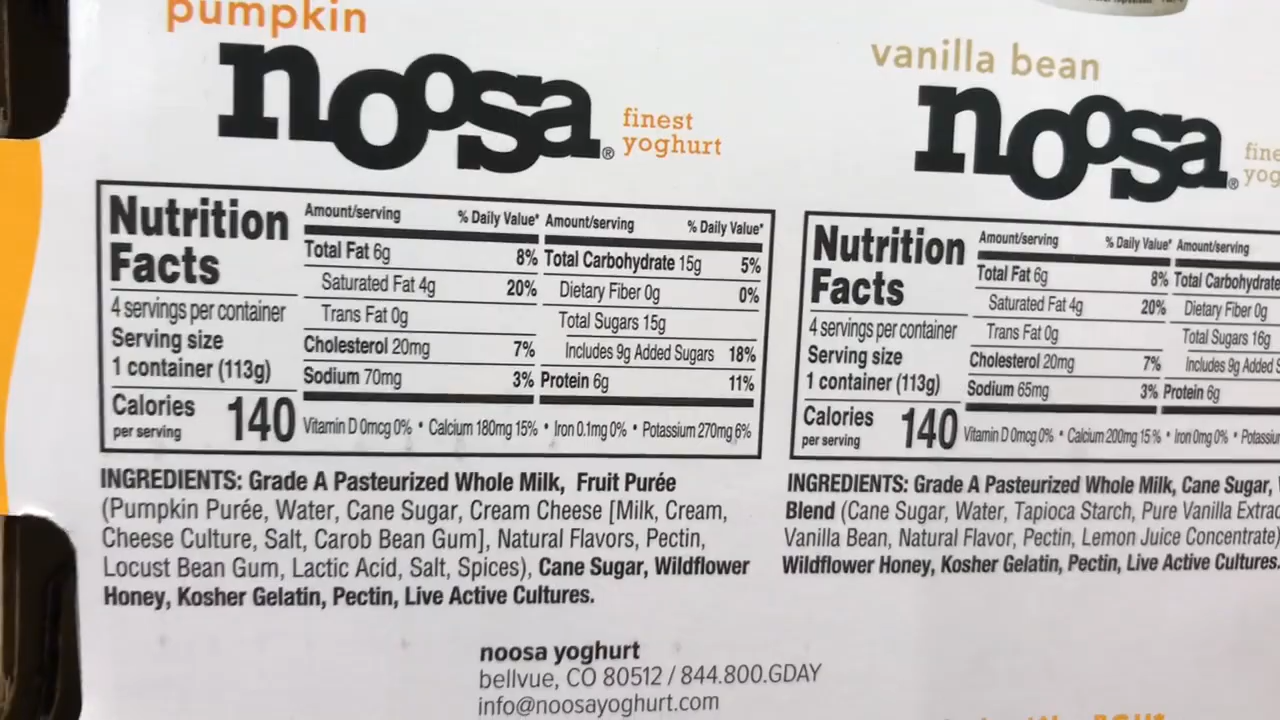 pumpkin
noosa®
finest
yoghurt
Nutrition
Facts
4 servings per container
Serving size
1 container (113g)
Calories
per serving
140
Amount/serving % Daily Value* Amount/serving % Daily Value*
Total Fat 6g 8% Total Carbohydrate 15g 5%
Saturated Fat 4g 20% Dietary Fiber 0g 0%
Trans Fat 0g Total Sugars 15g
Cholesterol 20mg 7% Includes 9g Added Sugars 18%
Sodium 70mg 3% Protein 6g 11%
Vitamin D 0mcg 0% • Calcium 180mg 15% • Iron 0.1mg 0% • Potassium 270mg 6%
INGREDIENTS: Grade A Pasteurized Whole Milk, Fruit Purée
(Pumpkin Purée, Water, Cane Sugar, Cream Cheese [Milk, Cream,
Cheese Culture, Salt, Carob Bean Gum], Natural Flavors, Pectin,
Locust Bean Gum, Lactic Acid, Salt, Spices), Cane Sugar, Wildflower
Honey, Kosher Gelatin, Pectin, Live Active Cultures.
vanilla bean
noosa®
fine
yog
Nutrition
Facts
4 servings per container
Serving size
1 container (113g)
Calories
per serving
140
Amount/serving % Daily Value* Amount/serving
Total Fat 6g 8% Total Carbohydrate
Saturated Fat 4g 20% Dietary Fiber 0g
Trans Fat 0g Total Sugars 16g
Cholesterol 20mg 7% Includes 9g Added S
Sodium 65mg 3% Protein 6g
Vitamin D 0mcg 0% • Calcium 200mg 15% • Iron 0mg 0% • Potassiu
INGREDIENTS: Grade A Pasteurized Whole Milk, Cane Sugar,
Blend (Cane Sugar, Water, Tapioca Starch, Pure Vanilla Extrac
Vanilla Bean, Natural Flavor, Pectin, Lemon Juice Concentrate)
Wildflower Honey, Kosher Gelatin, Pectin, Live Active Cultures.
noosa yoghurt
bellvue, CO 80512 / 844.800.GDAY
info@noosayoghurt.com